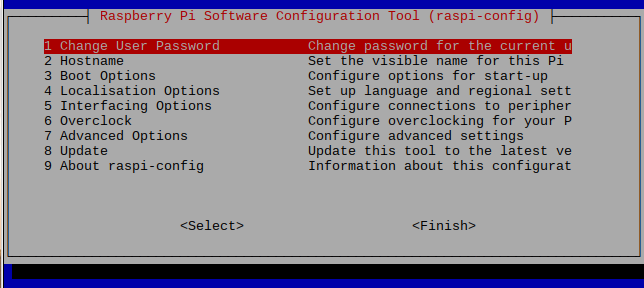 Raspberry Pi Software Configuration Tool (raspi-config)
1 Change User Password Change password for the current u
2 Hostname Set the visible name for this Pi
3 Boot Options Configure options for start-up
4 Localisation Options Set up language and regional sett
5 Interfacing Options Configure connections to peripher
6 Overclock Configure overclocking for your P
7 Advanced Options Configure advanced settings
8 Update Update this tool to the latest ve
9 About raspi-config Information about this configurat
<Select> <Finish>